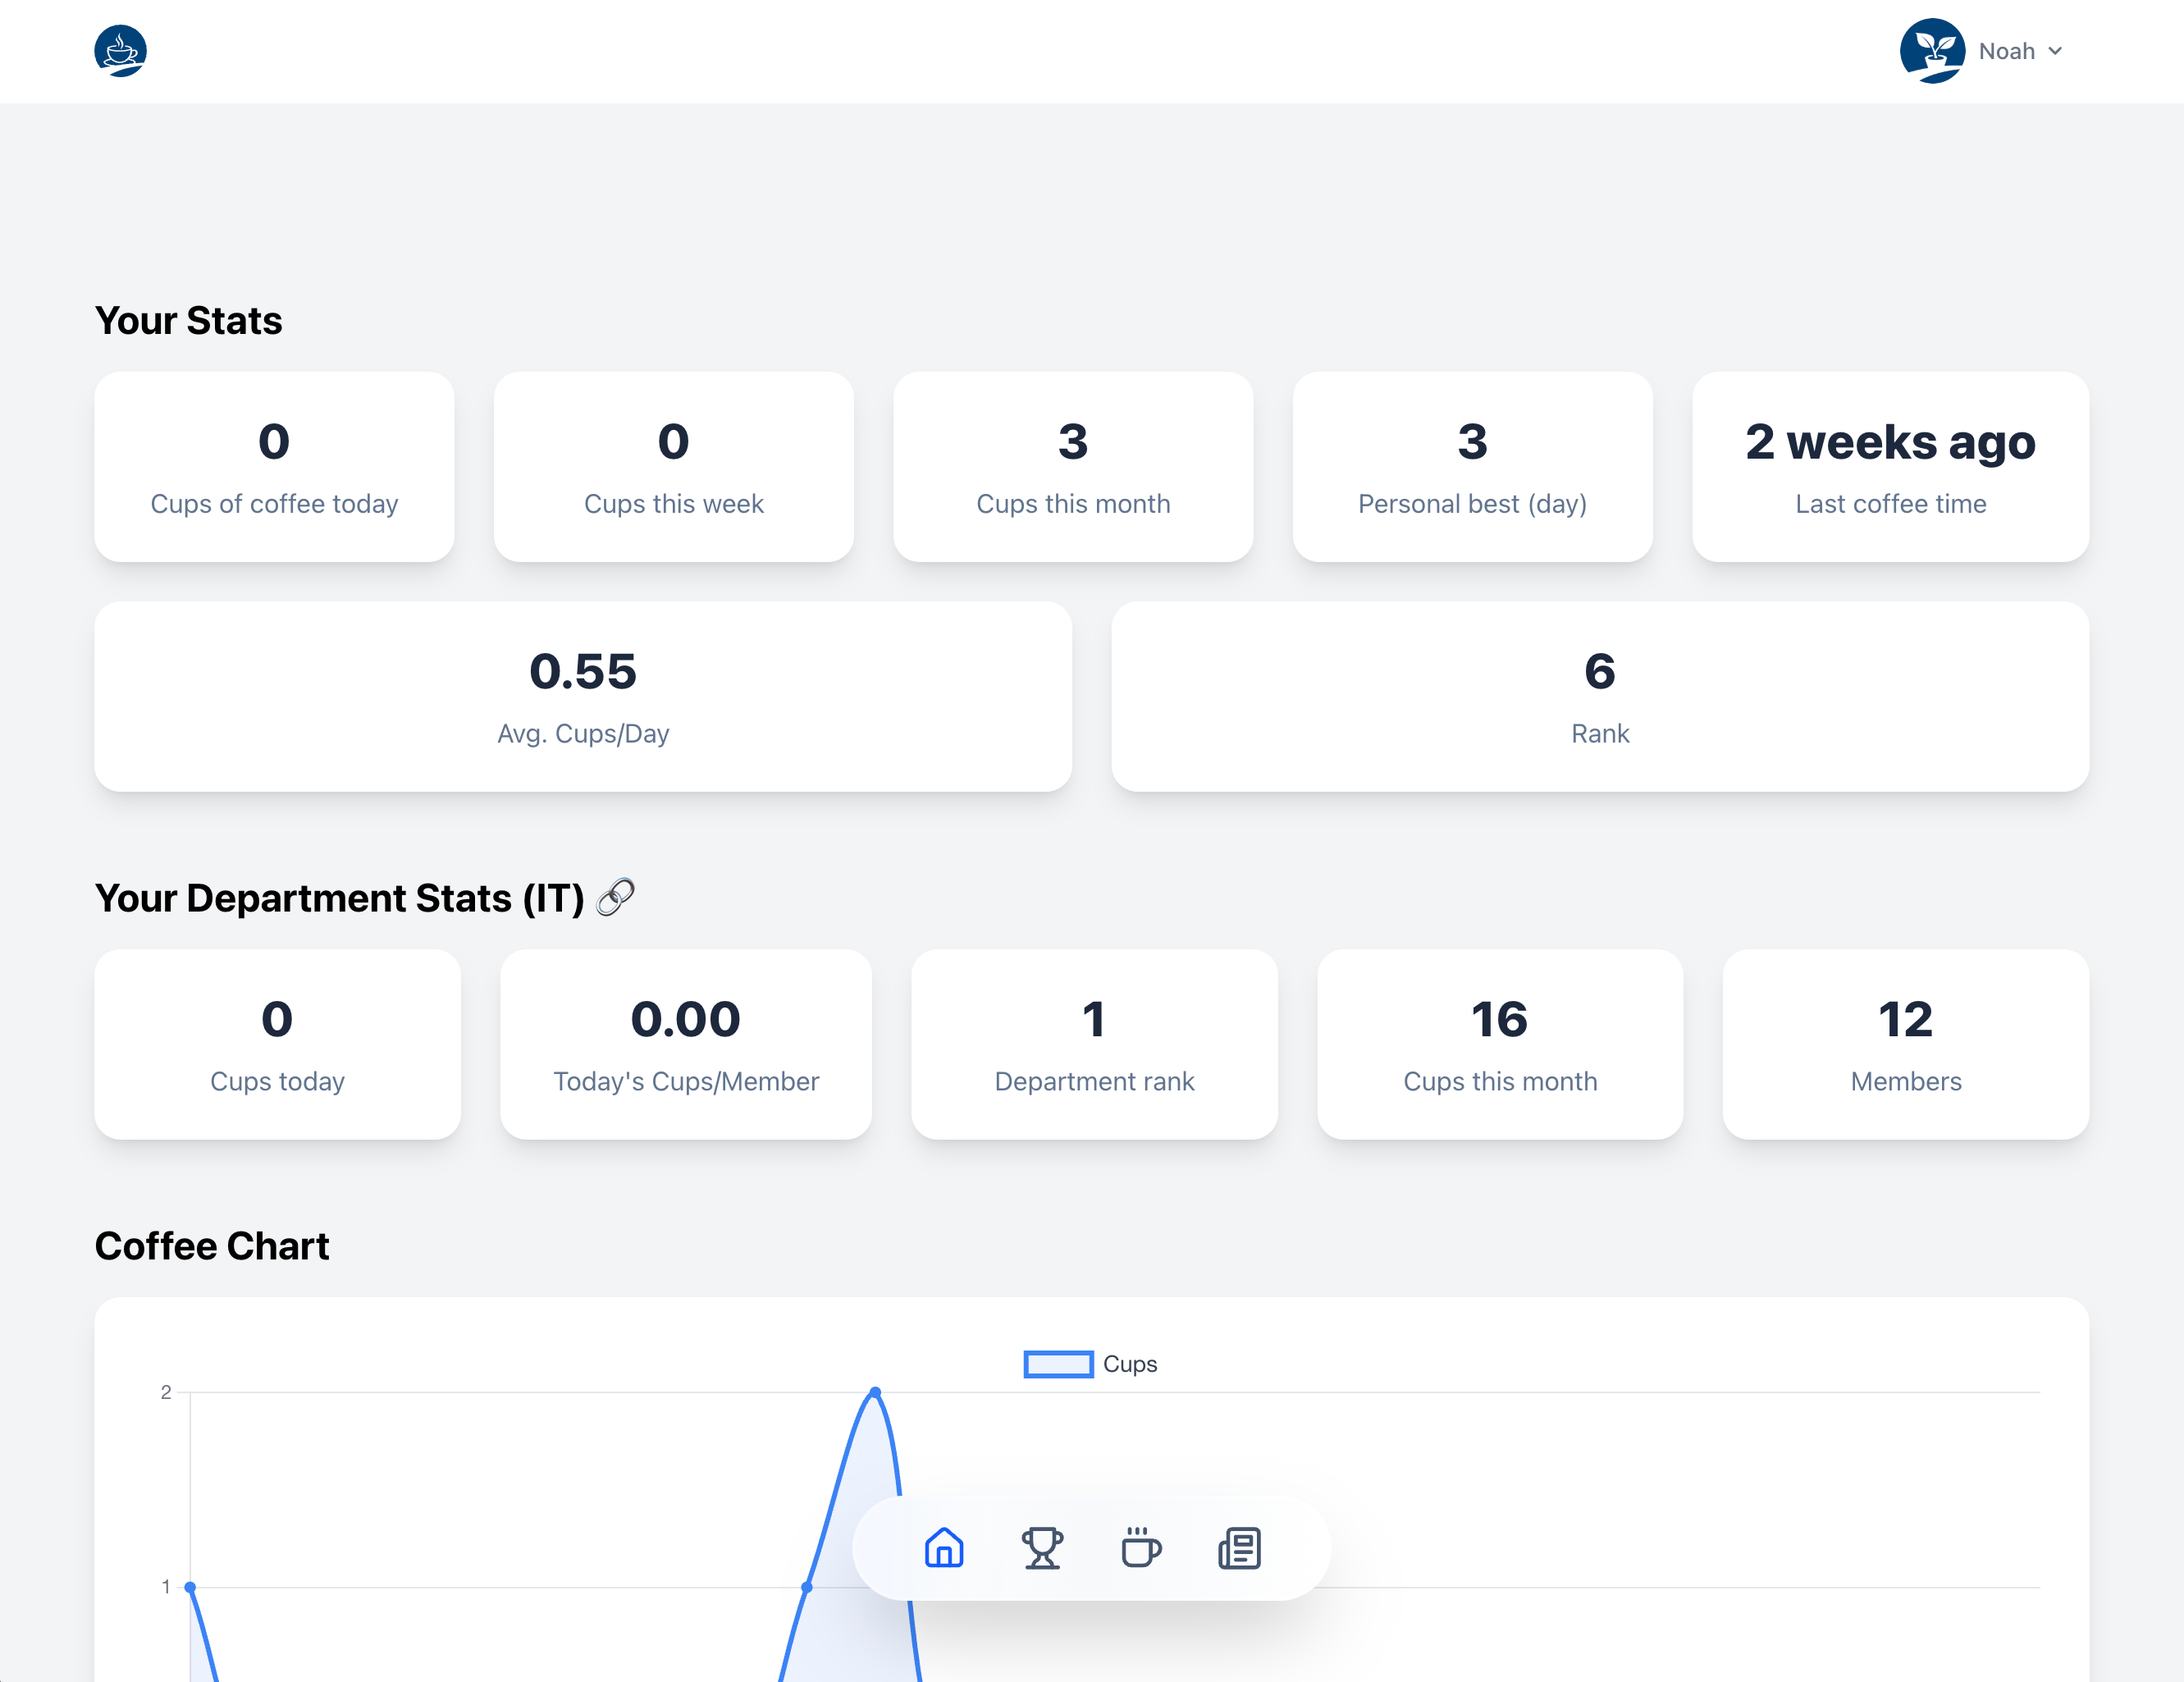 Noah
Your Stats
0
Cups of coffee today
0
Cups this week
3
Cups this month
3
Personal best (day)
2 weeks ago
Last coffee time
0.55
Avg. Cups/Day
6
Rank
Your Department Stats (IT) 🔗
0
Cups today
0.00
Today's Cups/Member
1
Department rank
16
Cups this month
12
Members
Coffee Chart
Cups
2
1